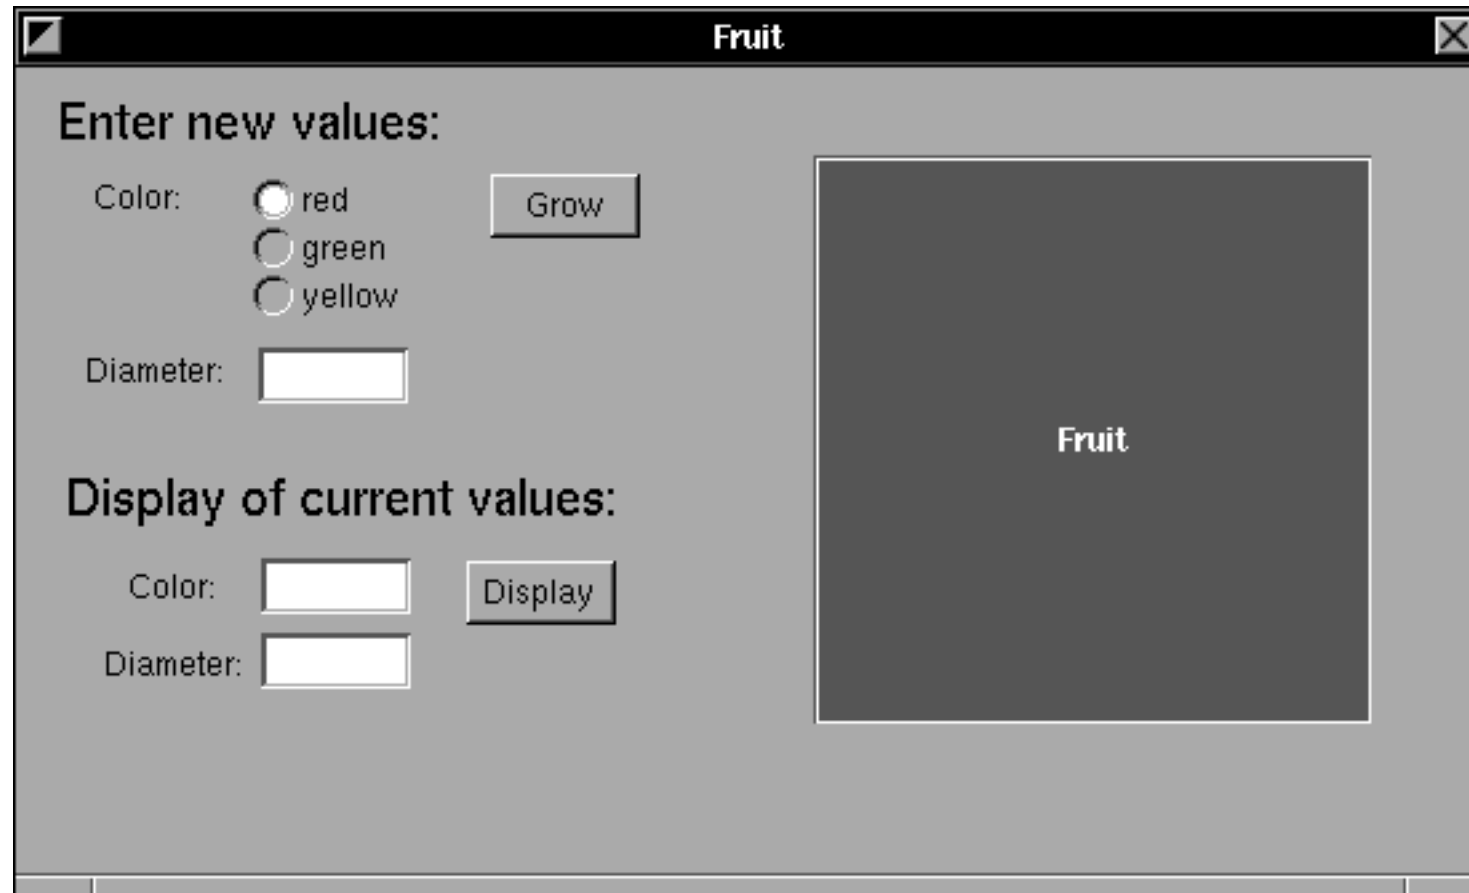 Fruit
Enter new values:
Color:
red
Grow
green
yellow
Diameter:
Fruit
Display of current values:
Color:
Display
Diameter: